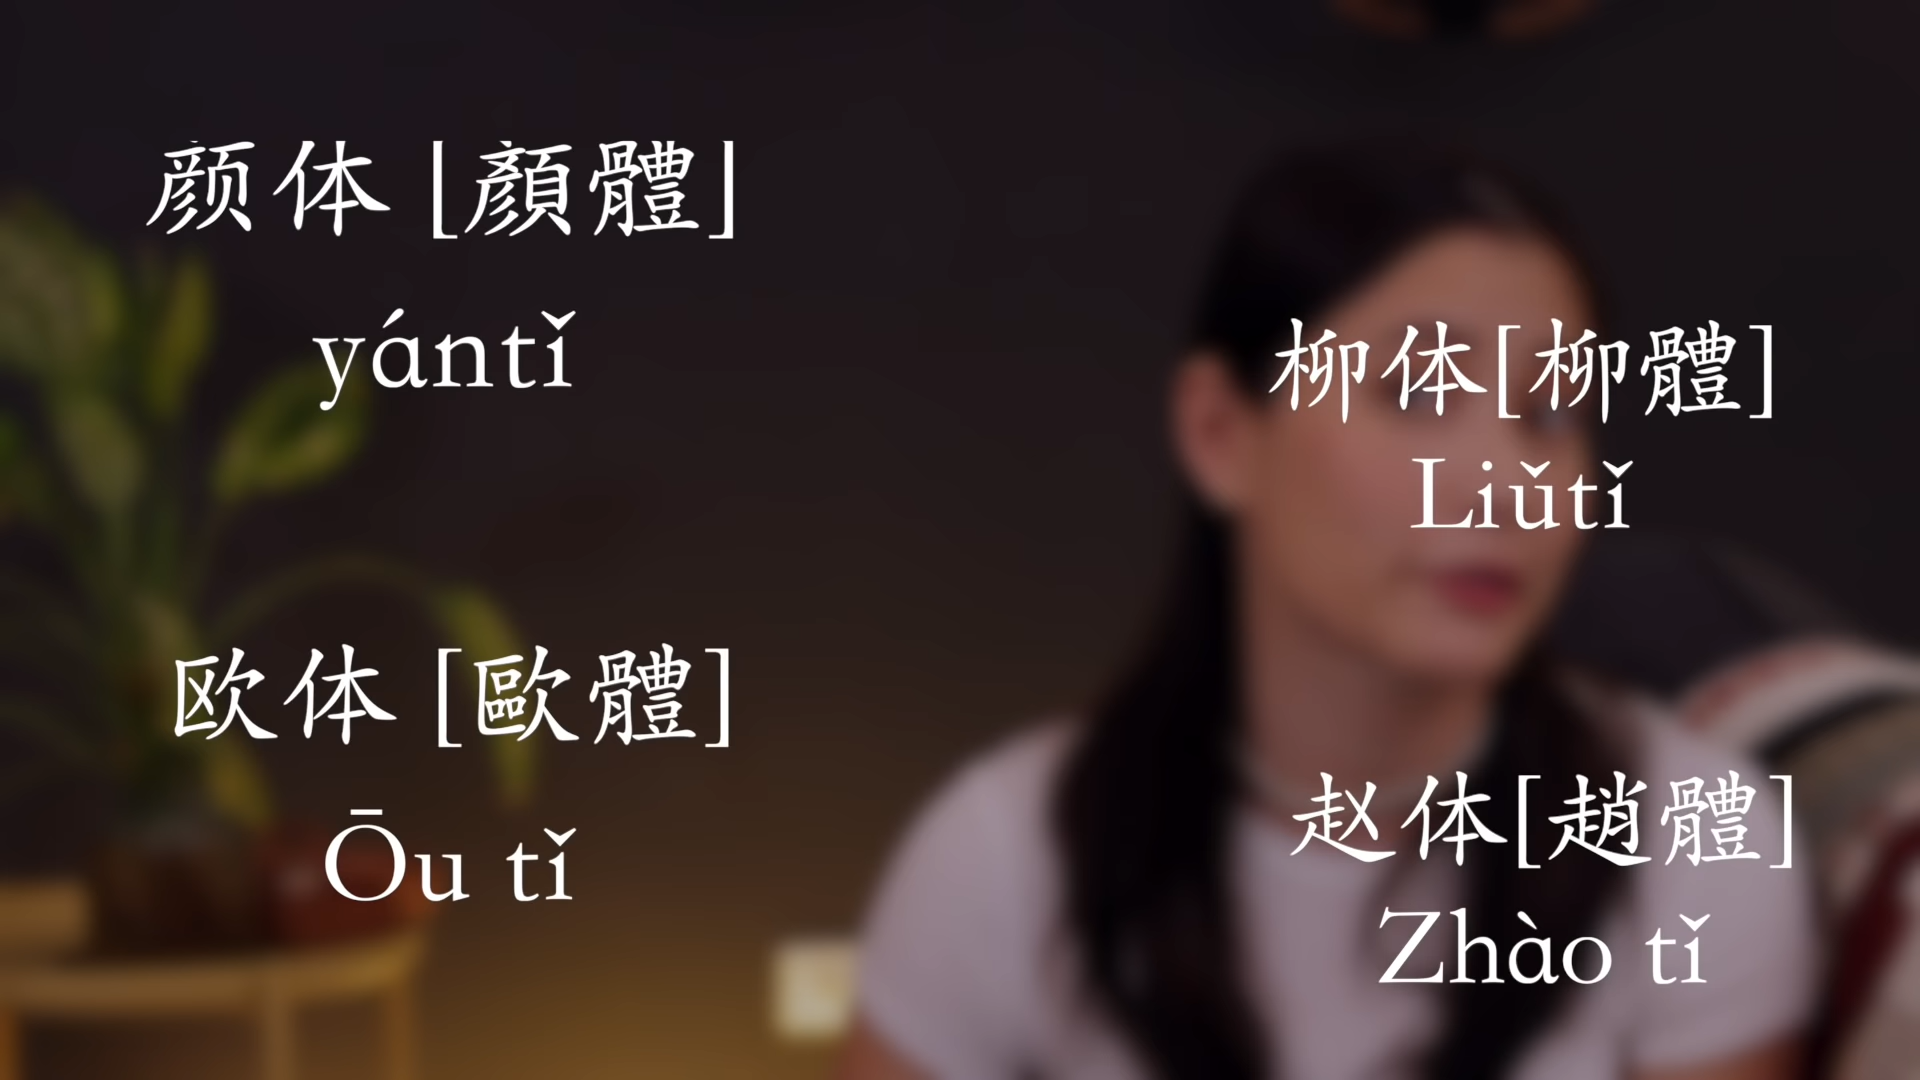 颜体 [顏體]
yántǐ
柳体[柳體]
Liǔtǐ
欧体 [歐體]
Ōu tǐ
赵体[趙體]
Zhào tǐ